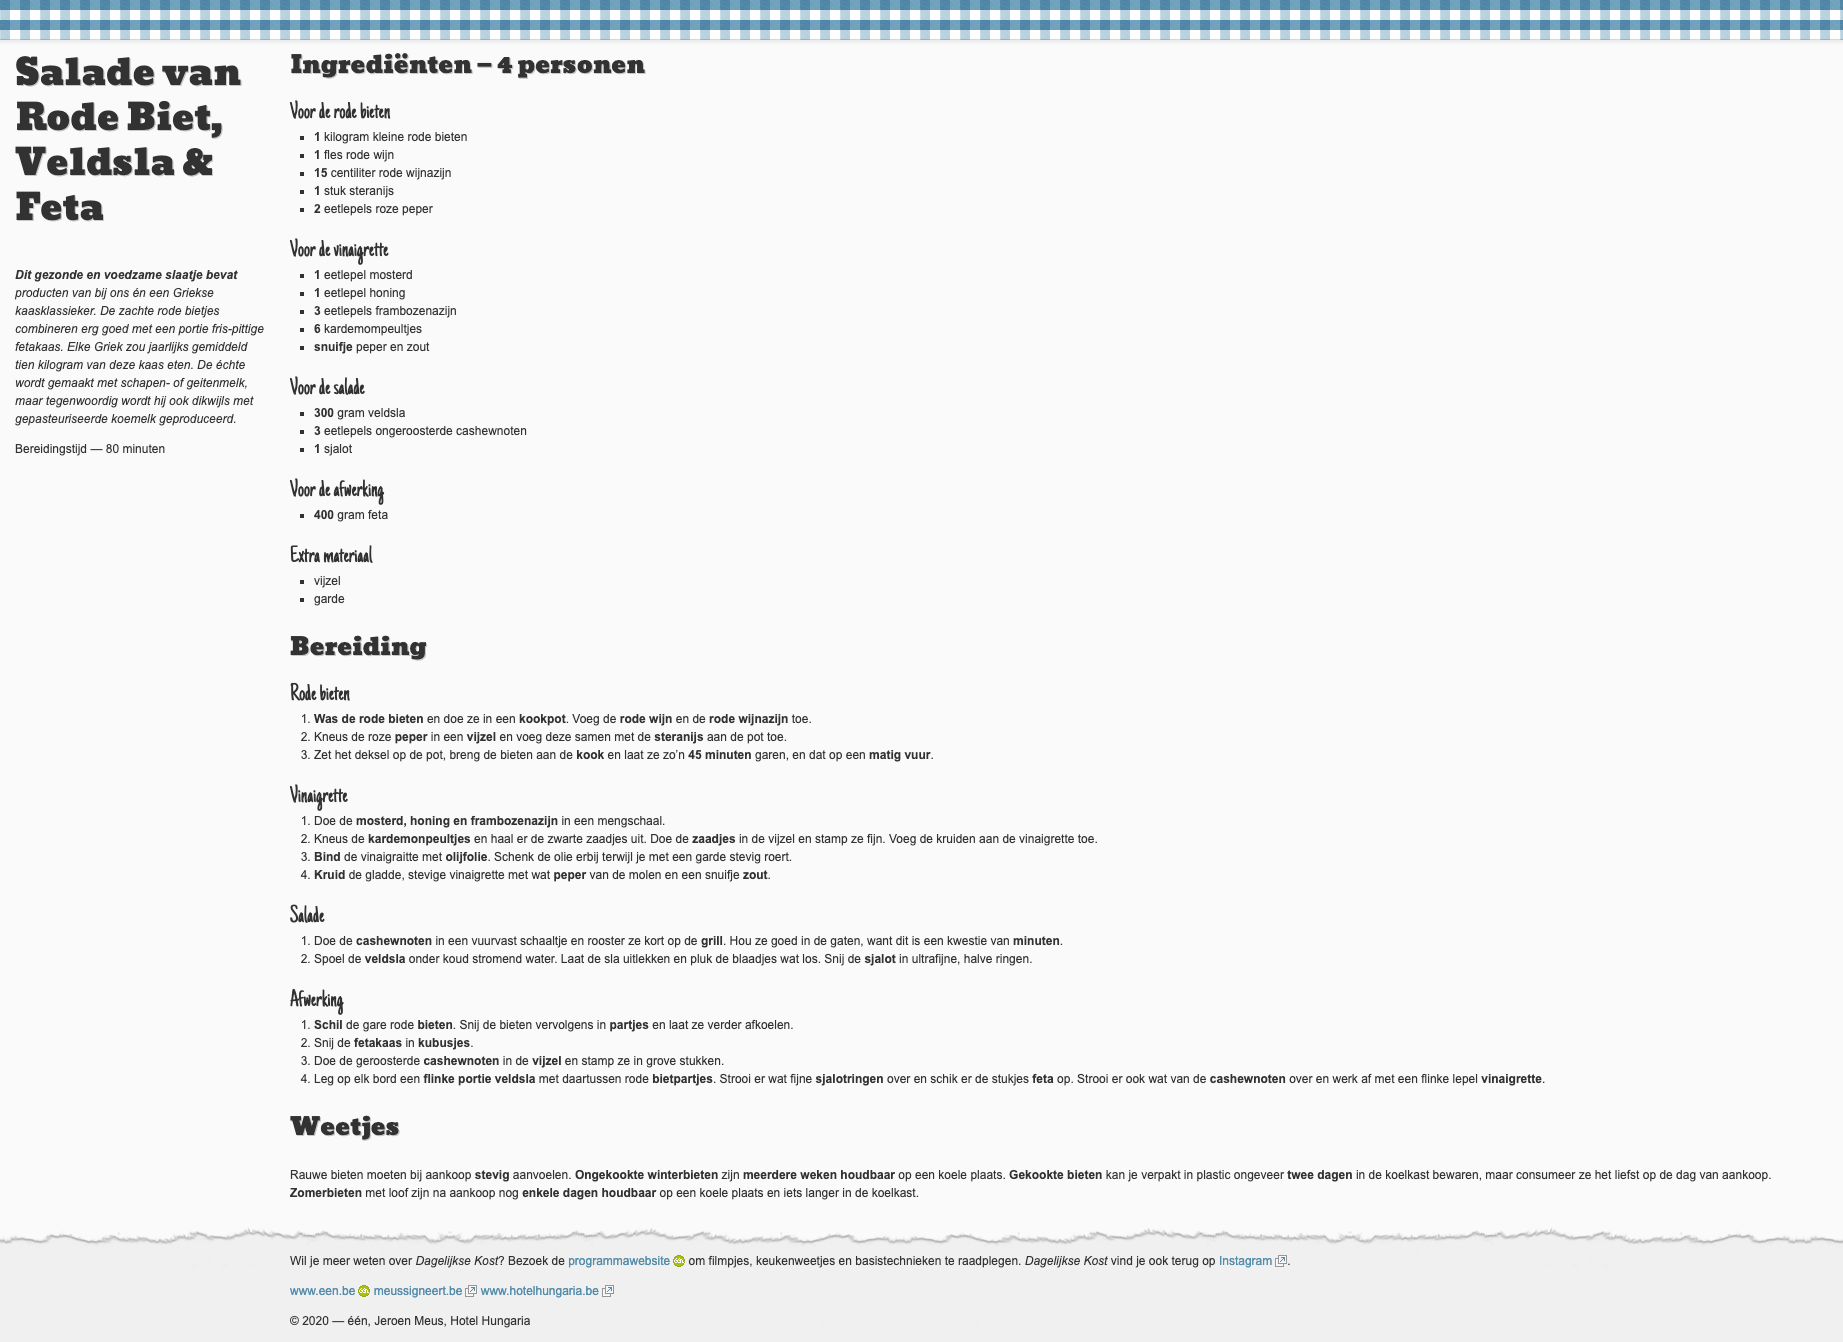 Salade van
Rode Biet,
Veldsla &
Feta
Dit gezonde en voedzame slaatje bevat
producten van bij ons én een Griekse
kaasklassieker. De zachte rode bietjes
combineren erg goed met een portie fris-pittige
fetakaas. Elke Griek zou jaarlijks gemiddeld
tien kilogram van deze kaas eten. De échte
wordt gemaakt met schapen- of geitenmelk,
maar tegenwoordig wordt hij ook dikwijls met
gepasteuriseerde koemelk geproduceerd.
Bereidingstijd — 80 minuten
Ingrediënten – 4 personen
Voor de rode bieten
1 kilogram kleine rode bieten
1 fles rode wijn
15 centiliter rode wijnazijn
1 stuk steranijs
2 eetlepels roze peper
Voor de vinaigrette
1 eetlepel mosterd
1 eetlepel honing
3 eetlepels frambozenazijn
6 kardemompeultjes
snuifje peper en zout
Voor de salade
300 gram veldsla
3 eetlepels ongeroosterde cashewnoten
1 sjalot
Voor de afwerking
400 gram feta
Extra materiaal
vijzel
garde
Bereiding
Rode bieten
1. Was de rode bieten en doe ze in een kookpot. Voeg de rode wijn en de rode wijnazijn toe.
2. Kneus de roze peper in een vijzel en voeg deze samen met de steranijs aan de pot toe.
3. Zet het deksel op de pot, breng de bieten aan de kook en laat ze zo’n 45 minuten garen, en dat op een matig vuur.
Vinaigrette
1. Doe de mosterd, honing en frambozenazijn in een mengschaal.
2. Kneus de kardemonpeultjes en haal er de zwarte zaadjes uit. Doe de zaadjes in de vijzel en stamp ze fijn. Voeg de kruiden aan de vinaigrette toe.
3. Bind de vinaigraitte met olijfolie. Schenk de olie erbij terwijl je met een garde stevig roert.
4. Kruid de gladde, stevige vinaigrette met wat peper van de molen en een snuifje zout.
Salade
1. Doe de cashewnoten in een vuurvast schaaltje en rooster ze kort op de grill. Hou ze goed in de gaten, want dit is een kwestie van minuten.
2. Spoel de veldsla onder koud stromend water. Laat de sla uitlekken en pluk de blaadjes wat los. Snij de sjalot in ultrafijne, halve ringen.
Afwerking
1. Schil de gare rode bieten. Snij de bieten vervolgens in partjes en laat ze verder afkoelen.
2. Snij de fetakaas in kubusjes.
3. Doe de geroosterde cashewnoten in de vijzel en stamp ze in grove stukken.
4. Leg op elk bord een flinke portie veldsla met daartussen rode bietpartjes. Strooi er wat fijne sjalotringen over en schik er de stukjes feta op. Strooi er ook wat van de cashewnoten over en werk af met een flinke lepel vinaigrette.
Weetjes
Rauwe bieten moeten bij aankoop stevig aanvoelen. Ongekookte winterbieten zijn meerdere weken houdbaar op een koele plaats. Gekookte bieten kan je verpakt in plastic ongeveer twee dagen in de koelkast bewaren, maar consumeer ze het liefst op de dag van aankoop.
Zomerbieten met loof zijn na aankoop nog enkele dagen houdbaar op een koele plaats en iets langer in de koelkast.
Wil je meer weten over Dagelijkse Kost? Bezoek de programmawebsite om filmpjes, keukenweetjes en basistechnieken te raadplegen. Dagelijkse Kost vind je ook terug op Instagram.
www.een.be meussigneert.be www.hotelhungaria.be
© 2020 — één, Jeroen Meus, Hotel Hungaria